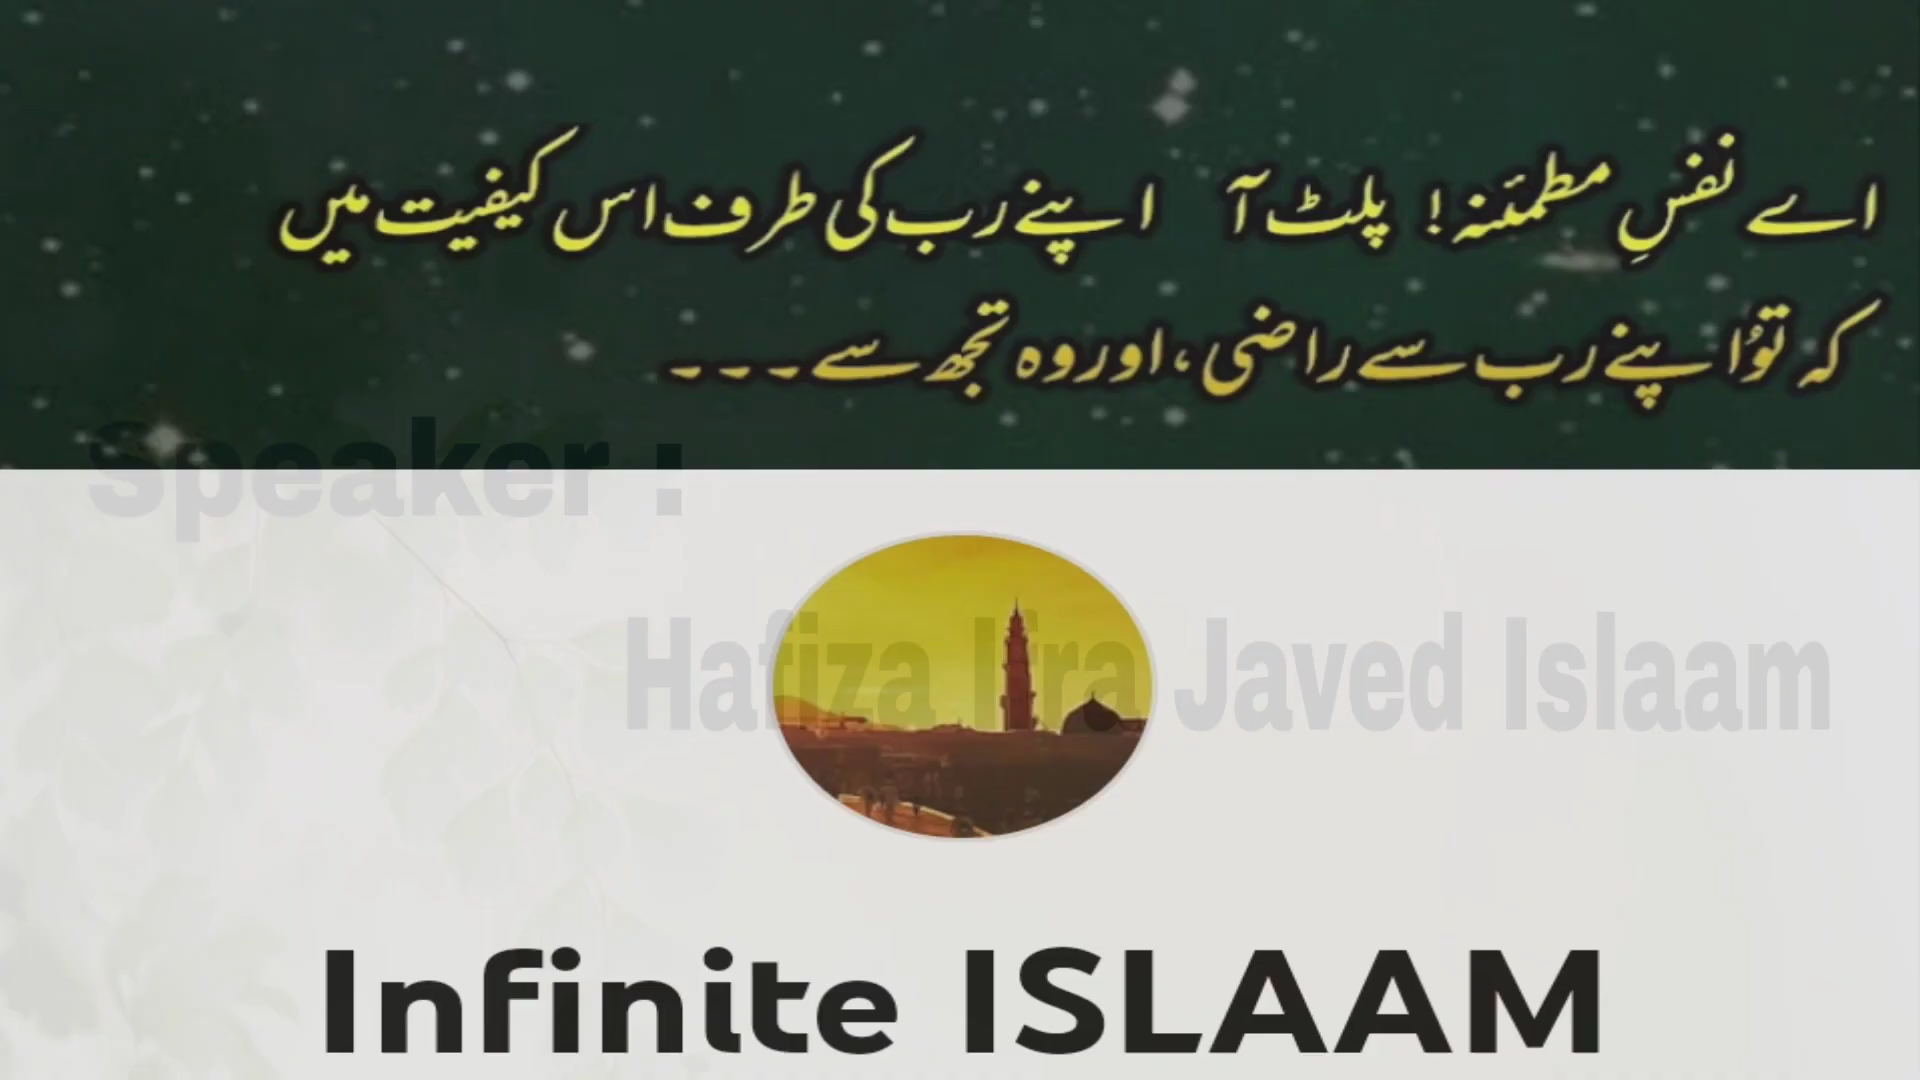 اے نفسِ مطمئنہ! پلٹ آ اپنے رب کی طرف اس کیفیت میں
کہ توُ اپنے رب سے راضی، اور وہ تجھ سے ---
Speaker :
Hafiza Ifra Javed Islaam
Infinite ISLAAM